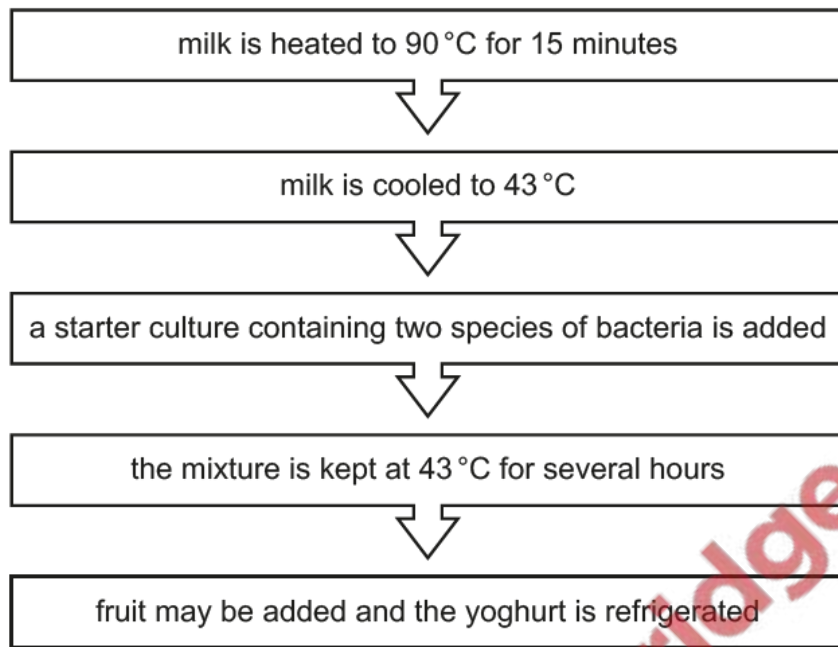 milk is heated to 90 °C for 15 minutes
milk is cooled to 43 °C
a starter culture containing two species of bacteria is added
the mixture is kept at 43 °C for several hours
fruit may be added and the yoghurt is refrigerated
ridge